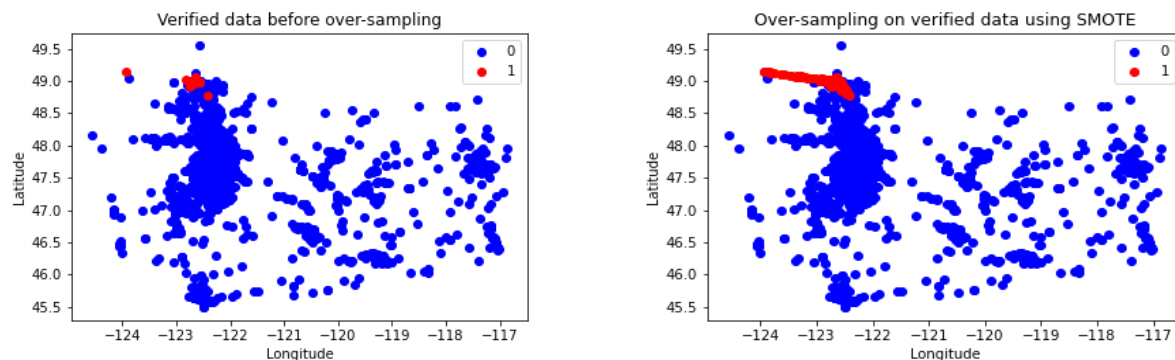 Verified data before over-sampling
49.5
49.0
48.5
48.0
47.5
47.0
46.5
46.0
45.5
Latitude
0
1
−124 −123 −122 −121 −120 −119 −118 −117
Longitude
Over-sampling on verified data using SMOTE
49.5
49.0
48.5
48.0
47.5
47.0
46.5
46.0
45.5
Latitude
0
1
−124 −123 −122 −121 −120 −119 −118 −117
Longitude